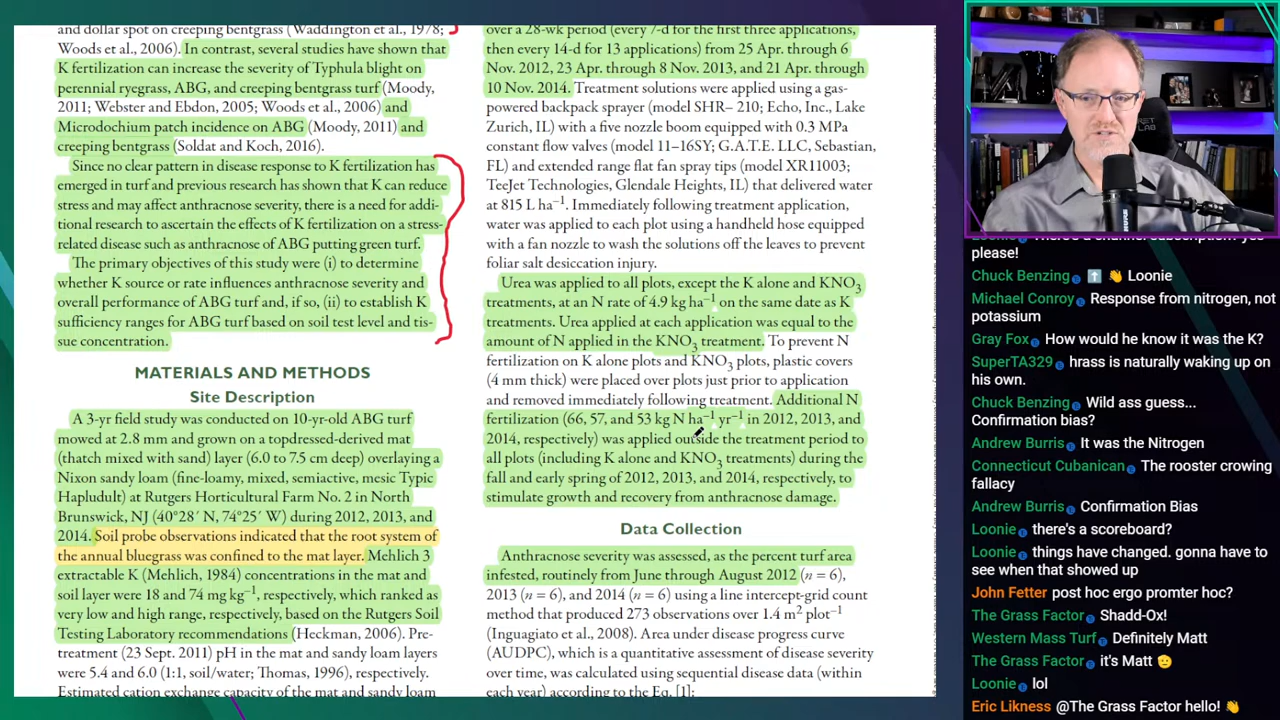 and dollar spot on creeping bentgrass (Waddington et al., 1978;
Woods et al., 2006). In contrast, several studies have shown that
K fertilization can increase the severity of Typhula blight on
perennial ryegrass, ABG, and creeping bentgrass turf (Moody,
2011; Webster and Ebdon, 2005; Woods et al., 2006) and
Microdochium patch incidence on ABG (Moody, 2011) and
creeping bentgrass (Soldat and Koch, 2016).
Since no clear pattern in disease response to K fertilization has
emerged in turf and previous research has shown that K can reduce
stress and may affect anthracnose severity, there is a need for addi-
tional research to ascertain the effects of K fertilization on a stress-
related disease such as anthracnose of ABG putting green turf.
The primary objectives of this study were (i) to determine
whether K source or rate influences anthracnose severity and
overall performance of ABG turf and, if so, (ii) to establish K
sufficiency ranges for ABG turf based on soil test level and tis-
sue concentration.
MATERIALS AND METHODS
Site Description
A 3-yr field study was conducted on 10-yr-old ABG turf
mowed at 2.8 mm and grown on a topdressed-derived mat
(thatch mixed with sand) layer (6.0 to 7.5 cm deep) overlaying a
Nixon sandy loam (fine-loamy, mixed, semiactive, mesic Typic
Hapludult) at Rutgers Horticultural Farm No. 2 in North
Brunswick, NJ (40°28′ N, 74°25′ W) during 2012, 2013, and
2014. Soil probe observations indicated that the root system of
the annual bluegrass was confined to the mat layer. Mehlich 3
extractable K (Mehlich, 1984) concentrations in the mat and
soil layer were 18 and 74 mg kg⁻¹, respectively, which ranked as
very low and high range, respectively, based on the Rutgers Soil
Testing Laboratory recommendations (Heckman, 2006). Pre-
treatment (23 Sept. 2011) pH in the mat and sandy loam layers
were 5.4 and 6.0 (1:1, soil/water; Thomas, 1996), respectively.
Estimated cation exchange capacity of the mat and sandy loam
over a 28-wk period (every 7-d for the first three applications,
then every 14-d for 13 applications) from 25 Apr. through 6
Nov. 2012, 23 Apr. through 8 Nov. 2013, and 21 Apr. through
10 Nov. 2014. Treatment solutions were applied using a gas-
powered backpack sprayer (model SHR– 210; Echo, Inc., Lake
Zurich, IL) with a five nozzle boom equipped with 0.3 MPa
constant flow valves (model 11–16SY; G.A.T.E. LLC, Sebastian,
FL) and extended range flat fan spray tips (model XR11003;
TeeJet Technologies, Glendale Heights, IL) that delivered water
at 815 L ha⁻¹. Immediately following treatment application,
water was applied to each plot using a handheld hose equipped
with a fan nozzle to wash the solutions off the leaves to prevent
foliar salt desiccation injury.
Urea was applied to all plots, except the K alone and KNO₃
treatments, at an N rate of 4.9 kg ha⁻¹ on the same date as K
treatments. Urea applied at each application was equal to the
amount of N applied in the KNO₃ treatment. To prevent N
fertilization on K alone plots and KNO₃ plots, plastic covers
(4 mm thick) were placed over plots just prior to application
and removed immediately following treatment. Additional N
fertilization (66, 57, and 53 kg N ha⁻¹ yr⁻¹ in 2012, 2013, and
2014, respectively) was applied outside the treatment period to
all plots (including K alone and KNO₃ treatments) during the
fall and early spring of 2012, 2013, and 2014, respectively, to
stimulate growth and recovery from anthracnose damage.
Data Collection
Anthracnose severity was assessed, as the percent turf area
infested, routinely from June through August 2012 (n = 6),
2013 (n = 6), and 2014 (n = 6) using a line intercept-grid count
method that produced 273 observations over 1.4 m² plot⁻¹
(Inguagiato et al., 2008). Area under disease progress curve
(AUDPC), which is a quantitative assessment of disease severity
over time, was calculated using sequential disease data (within
each year) according to the Eq. [1]:
please!
Chuck Benzing ⬆️ 👋 Loonie
Michael Conroy Response from nitrogen, not
potassium
Gray Fox How would he know it was the K?
SuperTA329 hrass is naturally waking up on
his own.
Chuck Benzing Wild ass guess...
Confirmation bias?
Andrew Burris It was the Nitrogen
Connecticut Cubanican The rooster crowing
fallacy
Andrew Burris Confirmation Bias
Loonie there's a scoreboard?
Loonie things have changed. gonna have to
see when that showed up
John Fetter post hoc ergo promter hoc?
The Grass Factor Shadd-Ox!
Western Mass Turf Definitely Matt
The Grass Factor it's Matt 🫡
Loonie lol
Eric Likness @The Grass Factor hello! 👋